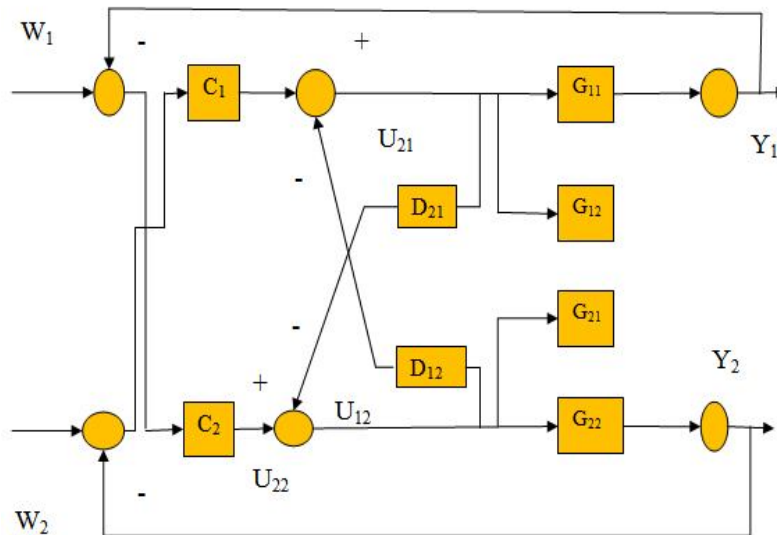 W₁
-
+
C₁
G₁₁
Y₁
U₂₁
-
D₂₁
G₁₂
-
G₂₁
D₁₂
Y₂
+
C₂
U₁₂
G₂₂
U₂₂
-
W₂